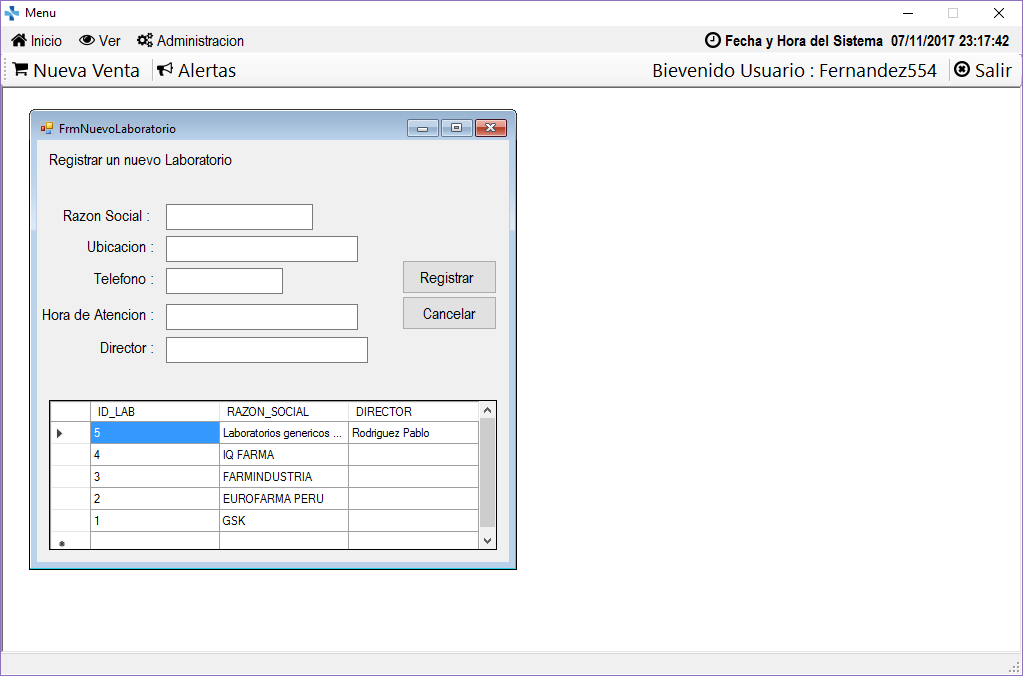 Menu
Inicio Ver Administracion Fecha y Hora del Sistema 07/11/2017 23:17:42
Nueva Venta Alertas Bievenido Usuario : Fernandez554 Salir
FrmNuevoLaboratorio
Registrar un nuevo Laboratorio
Razon Social :
Ubicacion :
Telefono :
Registrar
Hora de Atencion :
Cancelar
Director :
ID_LAB RAZON_SOCIAL DIRECTOR
5 Laboratorios genericos ... Rodriguez Pablo
4 IQ FARMA
3 FARMINDUSTRIA
2 EUROFARMA PERU
1 GSK